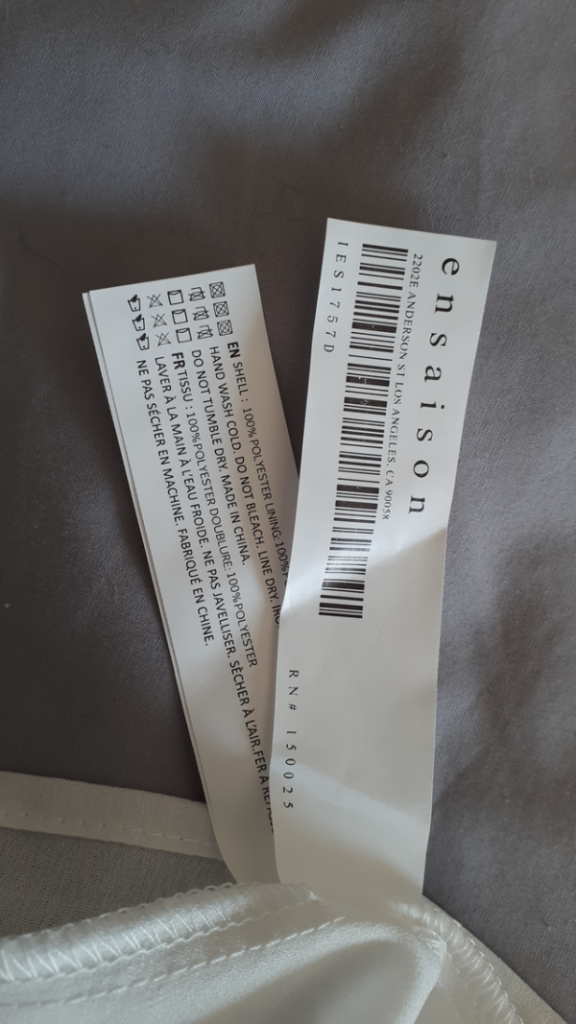 ensaison
2202E ANDERSON ST LOS ANGELES, CA 90058
IES1757D
RN# 150025
EN SHELL: 100%POLYESTER LINING:100%
HAND WASH COLD. DO NOT BLEACH. LINE DRY.
DO NOT TUMBLE DRY. MADE IN CHINA.
FR TISSU : 100%POLYESTER DOUBLURE:100%POLYESTER
LAVER À LA MAIN À L'EAU FROIDE. NE PAS JAVELLISER. SÈCHER À L'AIR.FER À
NE PAS SÉCHER EN MACHINE. FABRIQUÉ EN CHINE.